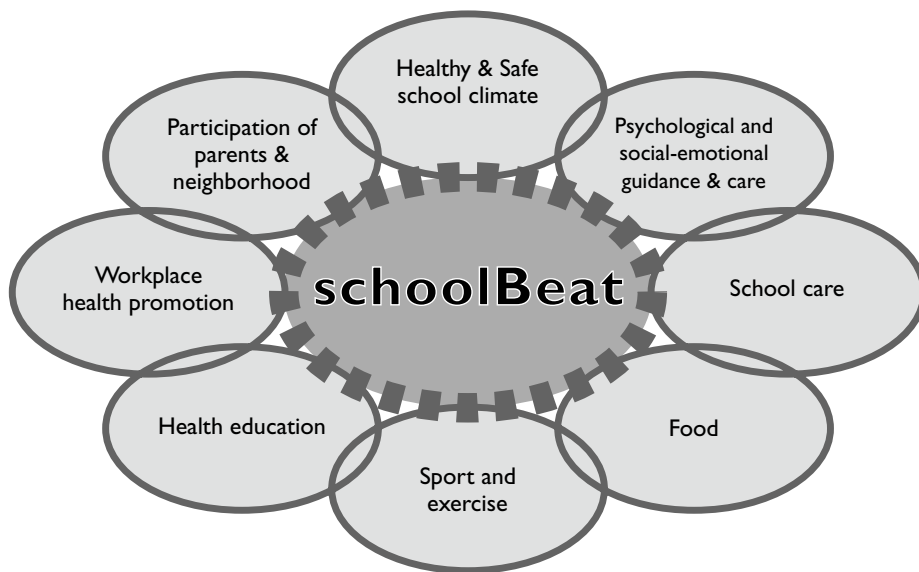 Healthy & Safe
school climate
Participation of
parents &
neighborhood
Psychological and
social-emotional
guidance & care
Workplace
health promotion
schoolBeat
School care
Health education
Food
Sport and
exercise